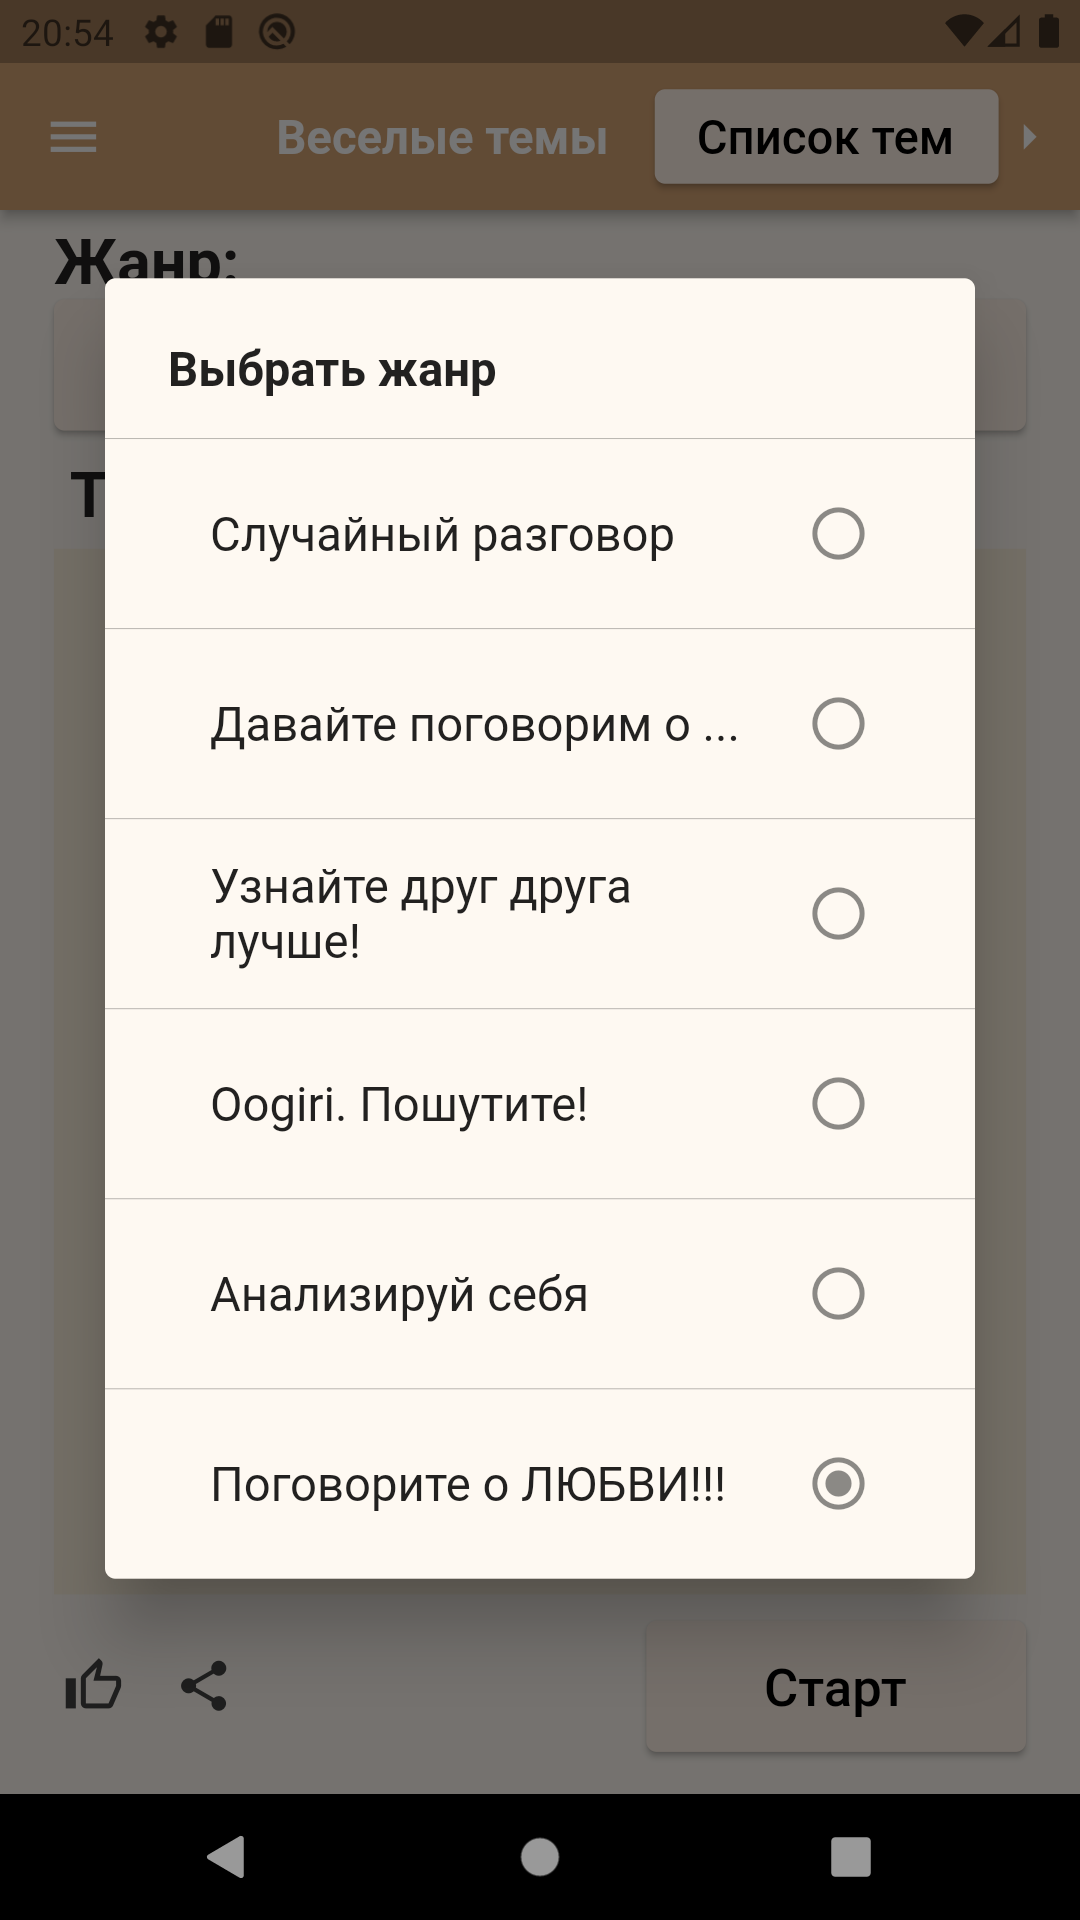 20:54
Веселые темы
Список тем
Жанр:
Выбрать жанр
Случайный разговор
Давайте поговорим о ...
Узнайте друг друга
лучше!
Oogiri. Пошутите!
Анализируй себя
Поговорите о ЛЮБВИ!!!
Старт